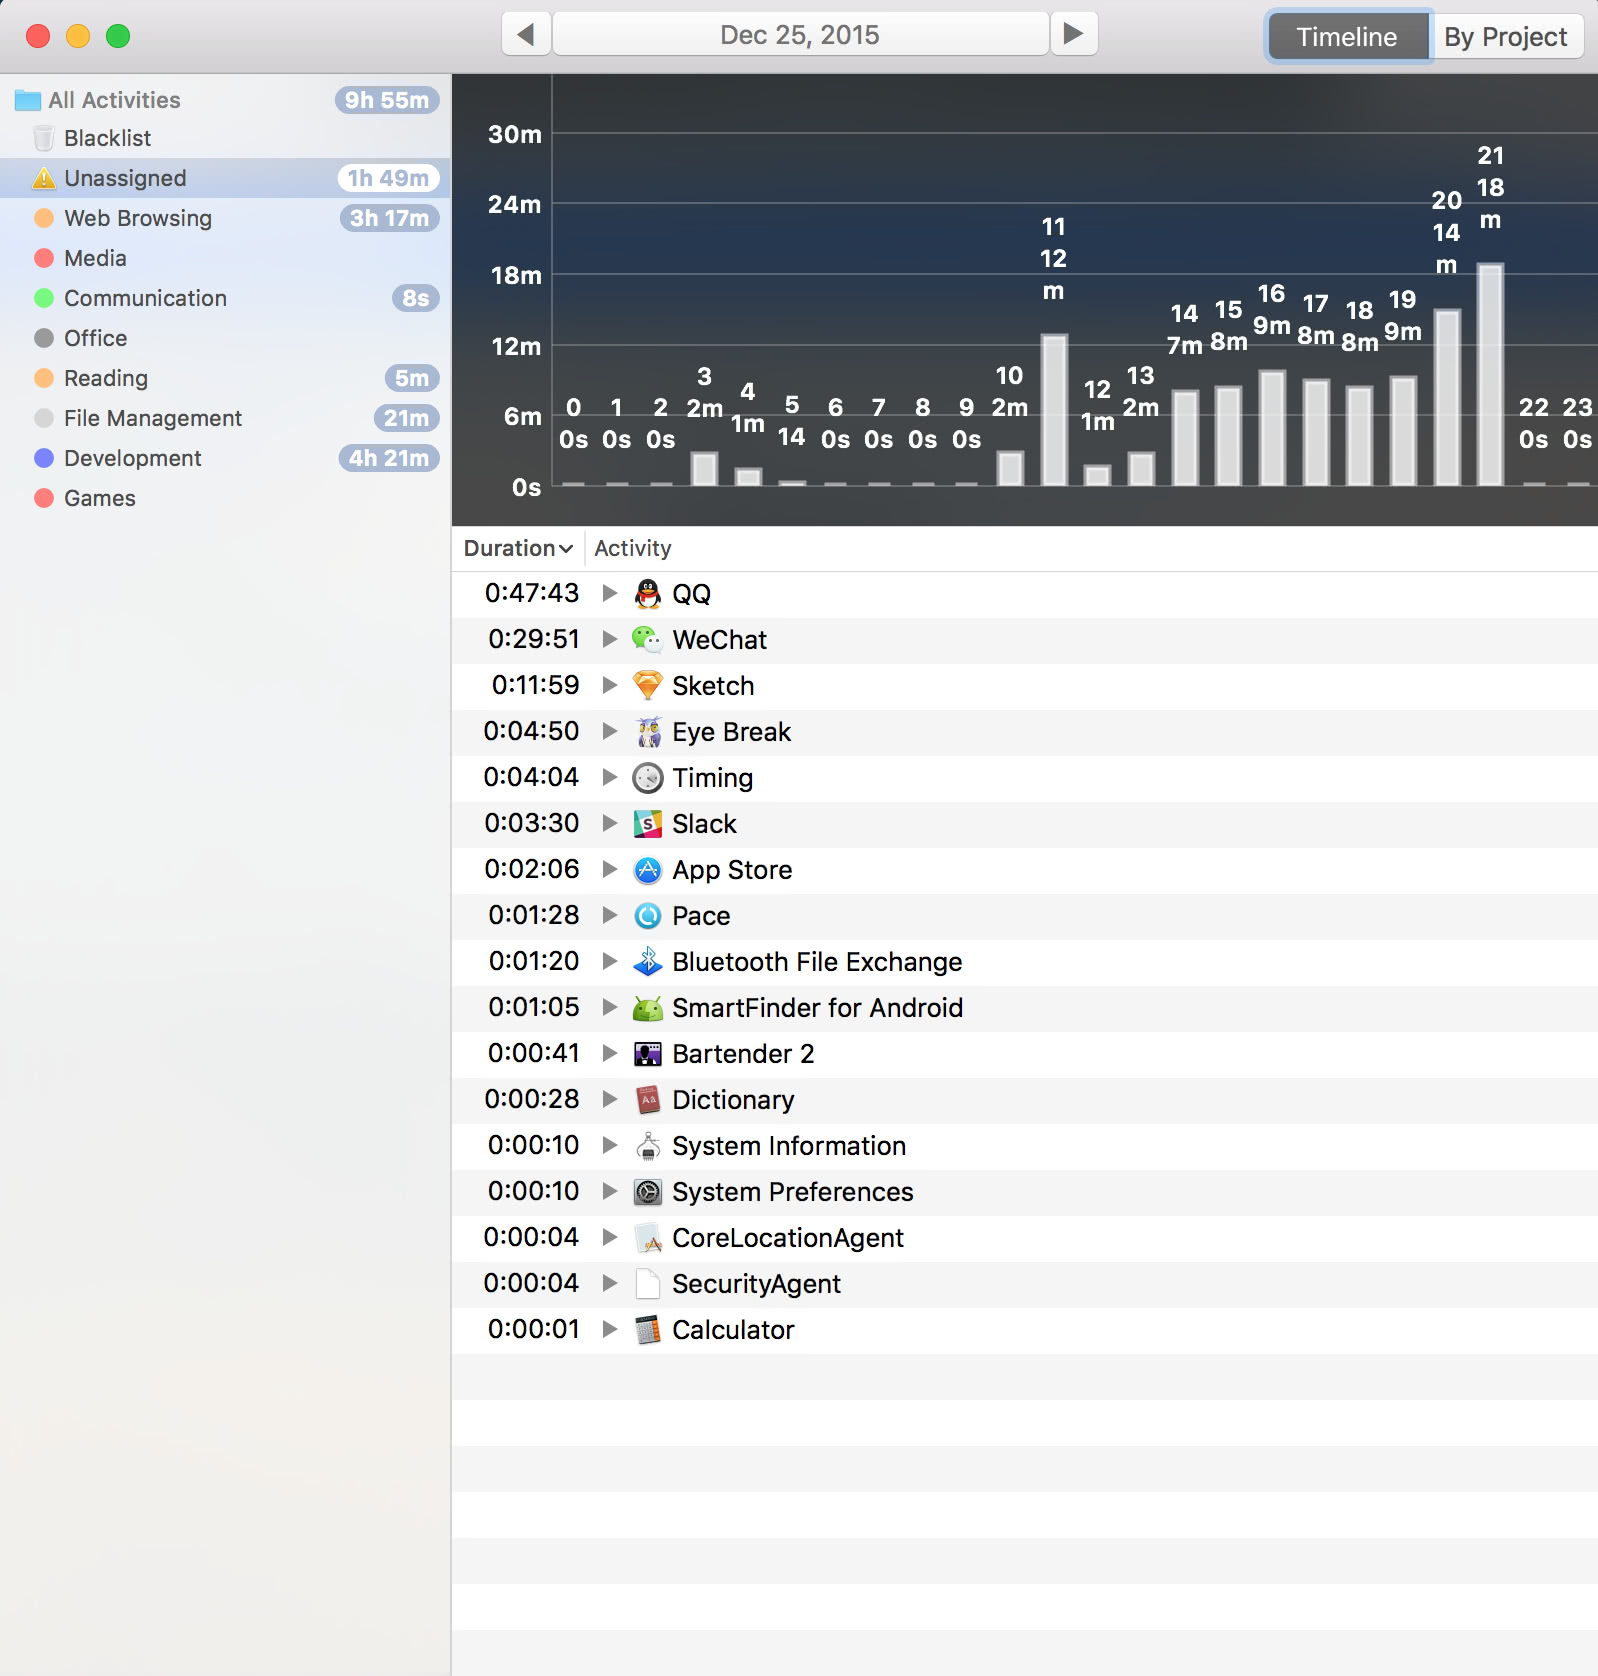 Dec 25, 2015
Timeline
By Project
All Activities 9h 55m
Blacklist
Unassigned 1h 49m
Web Browsing 3h 17m
Media
Communication 8s
Office
Reading 5m
File Management 21m
Development 4h 21m
Games
30m
24m
18m
12m
6m
0s
0
0s
1
0s
2
0s
3
2m
4
1m
5
14
6
0s
7
0s
8
0s
9
0s
10
2m
11
12
m
12
1m
13
2m
14
7m
15
8m
16
9m
17
8m
18
8m
19
9m
20
14
m
21
18
m
22
0s
23
0s
Duration Activity
0:47:43 QQ
0:29:51 WeChat
0:11:59 Sketch
0:04:50 Eye Break
0:04:04 Timing
0:03:30 Slack
0:02:06 App Store
0:01:28 Pace
0:01:20 Bluetooth File Exchange
0:01:05 SmartFinder for Android
0:00:41 Bartender 2
0:00:28 Dictionary
0:00:10 System Information
0:00:10 System Preferences
0:00:04 CoreLocationAgent
0:00:04 SecurityAgent
0:00:01 Calculator